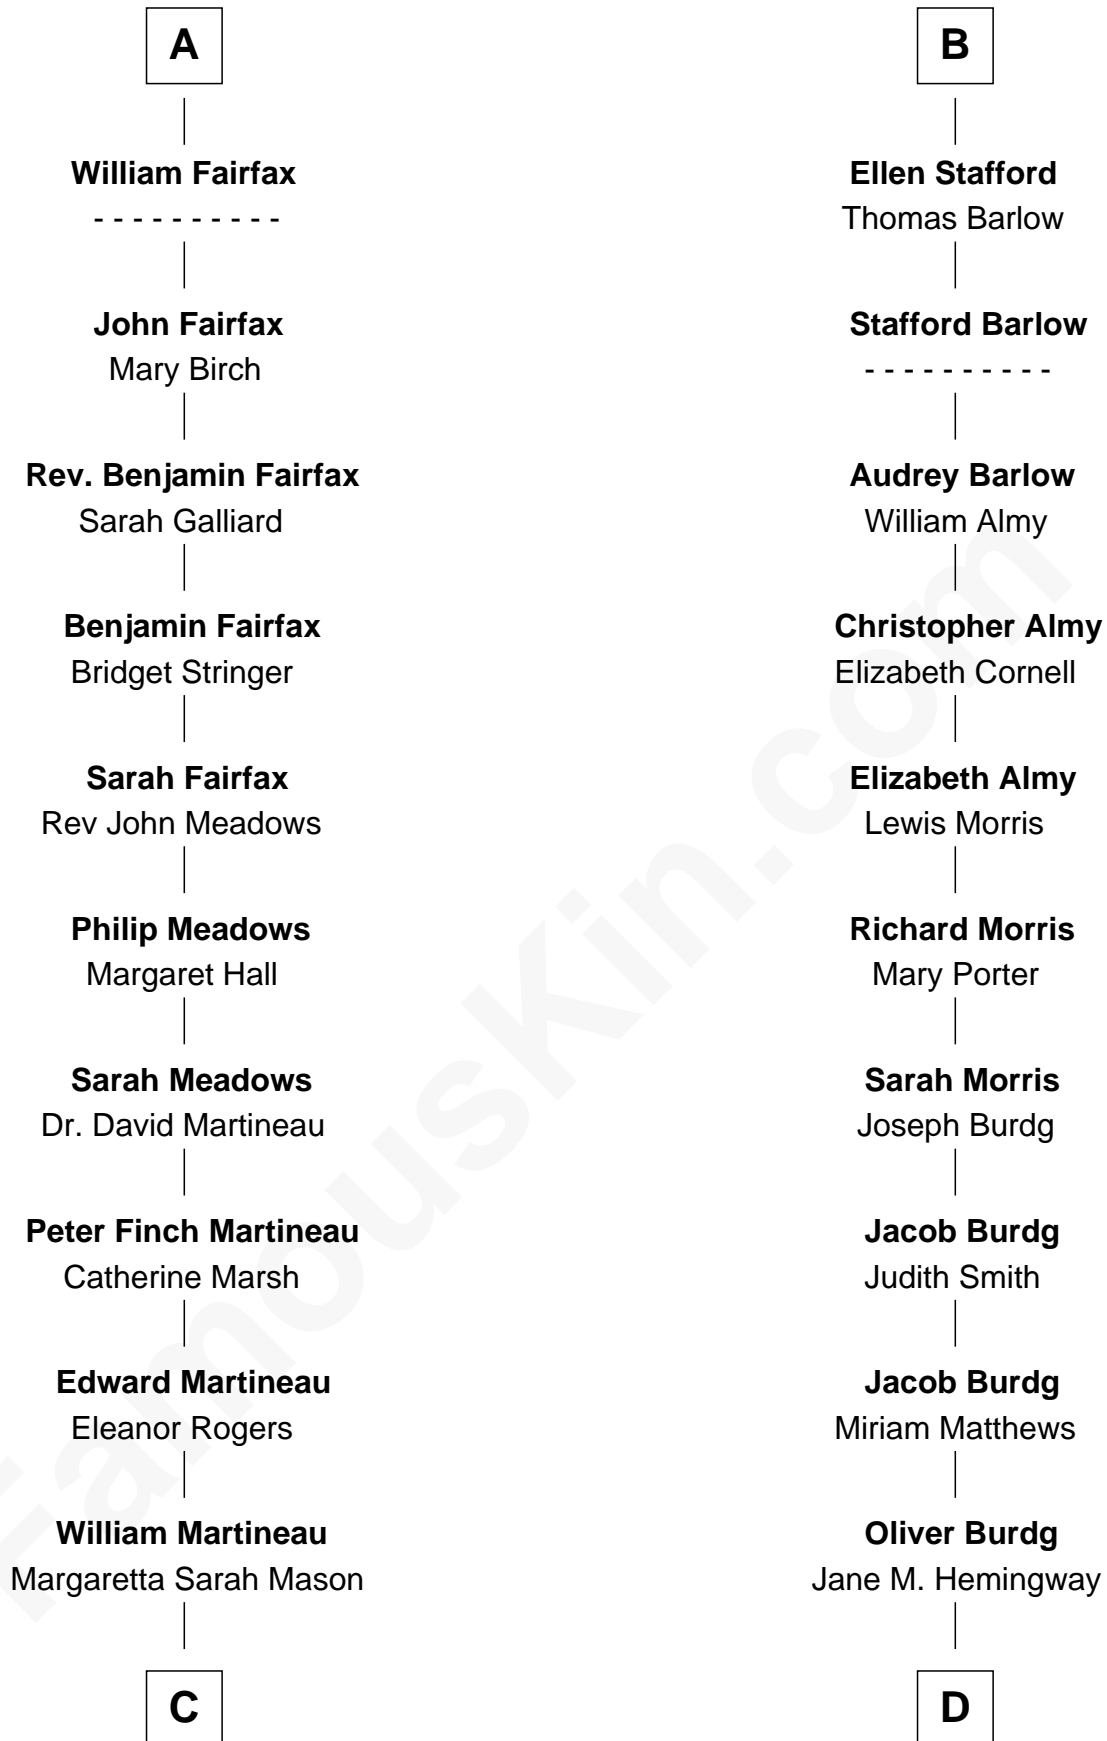 A
William Fairfax
- - - - - - - - - -
John Fairfax
Mary Birch
Rev. Benjamin Fairfax
Sarah Galliard
Benjamin Fairfax
Bridget Stringer
Sarah Fairfax
Rev John Meadows
Philip Meadows
Margaret Hall
Sarah Meadows
Dr. David Martineau
Peter Finch Martineau
Catherine Marsh
Edward Martineau
Eleanor Rogers
William Martineau
Margaretta Sarah Mason
C
B
Ellen Stafford
Thomas Barlow
Stafford Barlow
- - - - - - - - - -
Audrey Barlow
William Almy
Christopher Almy
Elizabeth Cornell
Elizabeth Almy
Lewis Morris
Richard Morris
Mary Porter
Sarah Morris
Joseph Burdg
Jacob Burdg
Judith Smith
Jacob Burdg
Miriam Matthews
Oliver Burdg
Jane M. Hemingway
D
FamousKin.com